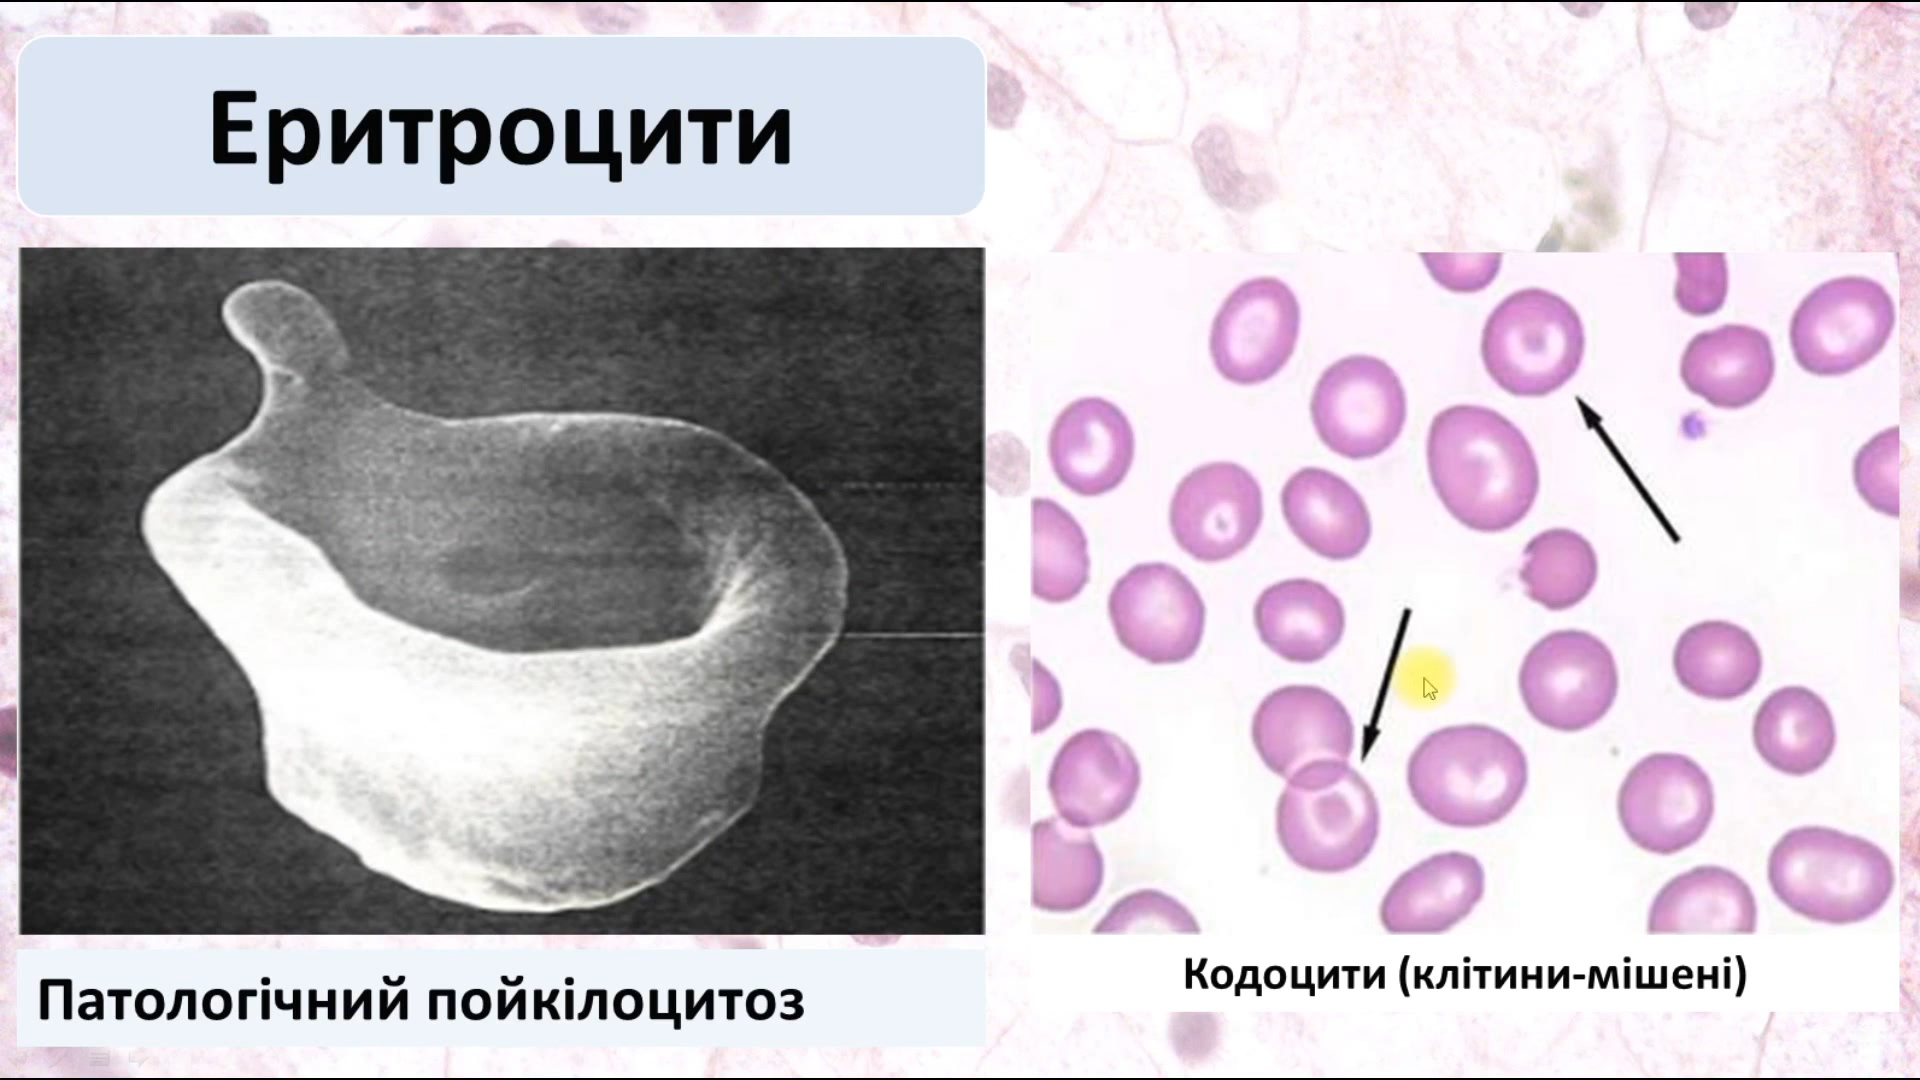 Еритроцити
Патологічний пойкілоцитоз
Кодоцити (клітини-мішені)